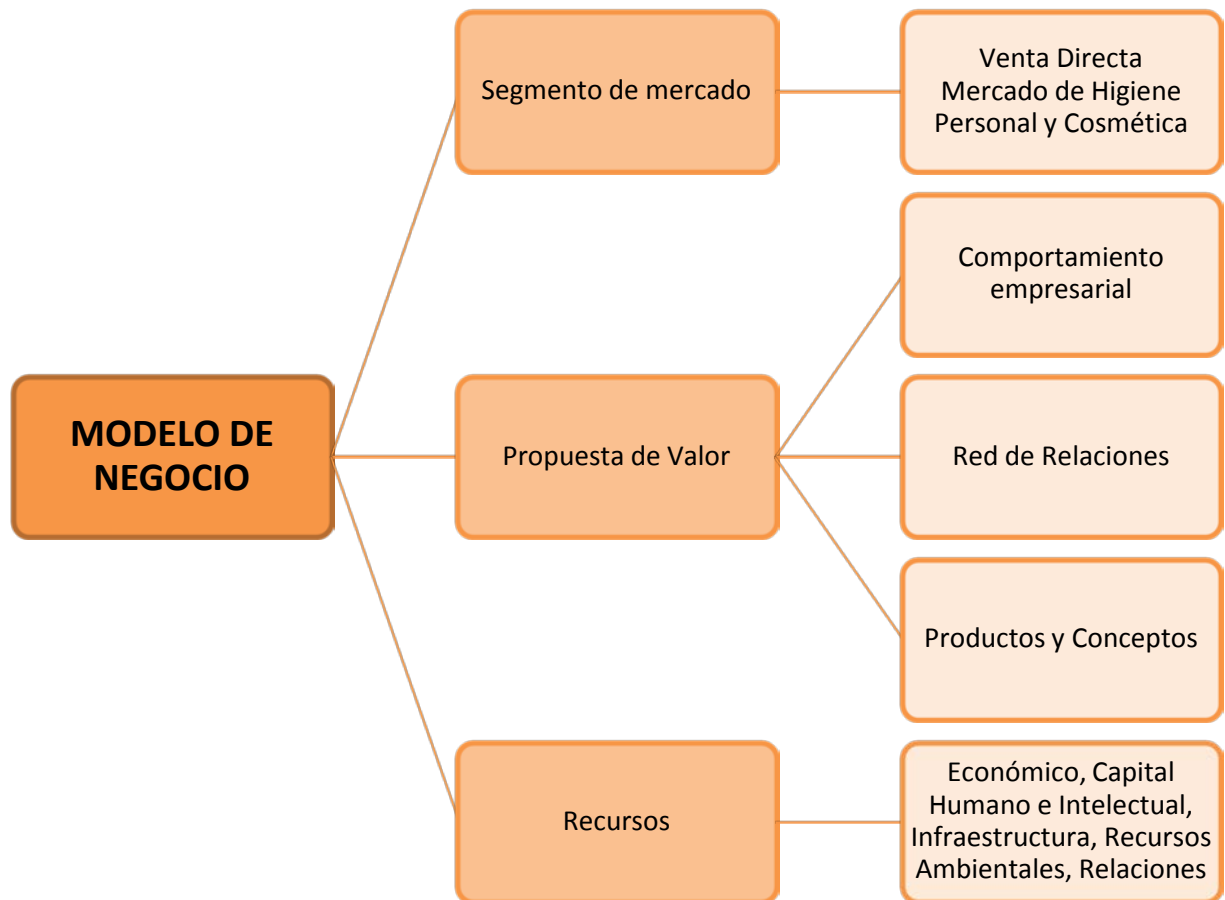 Segmento de mercado
Venta Directa
Mercado de Higiene
Personal y Cosmética
MODELO DE
NEGOCIO
Propuesta de Valor
Comportamiento
empresarial
Red de Relaciones
Productos y Conceptos
Recursos
Económico, Capital
Humano e Intelectual,
Infraestructura, Recursos
Ambientales, Relaciones